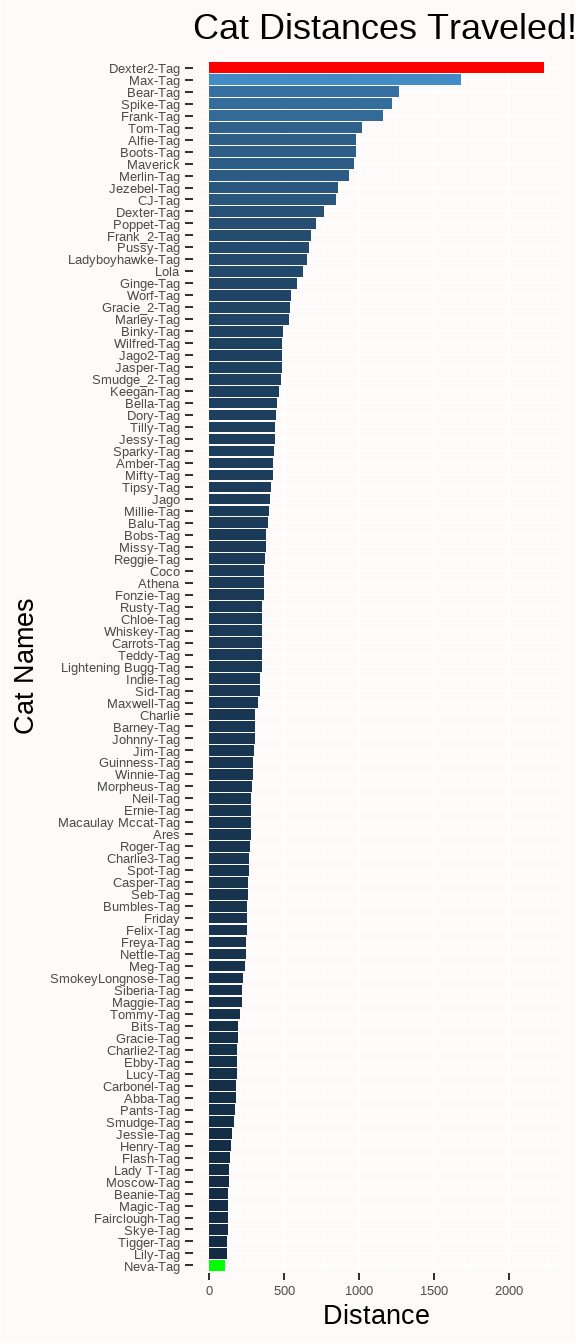 Cat Distances Traveled!
Dexter2-Tag
Max-Tag
Bear-Tag
Spike-Tag
Frank-Tag
Tom-Tag
Alfie-Tag
Boots-Tag
Maverick
Merlin-Tag
Jezebel-Tag
CJ-Tag
Dexter-Tag
Poppet-Tag
Frank_2-Tag
Pussy-Tag
Ladyboyhawke-Tag
Lola
Ginge-Tag
Worf-Tag
Gracie_2-Tag
Marley-Tag
Binky-Tag
Wilfred-Tag
Jago2-Tag
Jasper-Tag
Smudge_2-Tag
Keegan-Tag
Bella-Tag
Dory-Tag
Tilly-Tag
Jessy-Tag
Sparky-Tag
Amber-Tag
Mifty-Tag
Tipsy-Tag
Jago
Millie-Tag
Balu-Tag
Bobs-Tag
Missy-Tag
Reggie-Tag
Coco
Athena
Fonzie-Tag
Rusty-Tag
Chloe-Tag
Whiskey-Tag
Carrots-Tag
Teddy-Tag
Lightening Bugg-Tag
Indie-Tag
Sid-Tag
Maxwell-Tag
Charlie
Barney-Tag
Johnny-Tag
Jim-Tag
Guinness-Tag
Winnie-Tag
Morpheus-Tag
Neil-Tag
Ernie-Tag
Macaulay Mccat-Tag
Ares
Roger-Tag
Charlie3-Tag
Spot-Tag
Casper-Tag
Seb-Tag
Bumbles-Tag
Friday
Felix-Tag
Freya-Tag
Nettle-Tag
Meg-Tag
SmokeyLongnose-Tag
Siberia-Tag
Maggie-Tag
Tommy-Tag
Bits-Tag
Gracie-Tag
Charlie2-Tag
Ebby-Tag
Lucy-Tag
Carbonel-Tag
Abba-Tag
Pants-Tag
Smudge-Tag
Jessie-Tag
Henry-Tag
Flash-Tag
Lady T-Tag
Moscow-Tag
Beanie-Tag
Magic-Tag
Fairclough-Tag
Skye-Tag
Tigger-Tag
Lily-Tag
Neva-Tag
Cat Names
0 500 1000 1500 2000
Distance